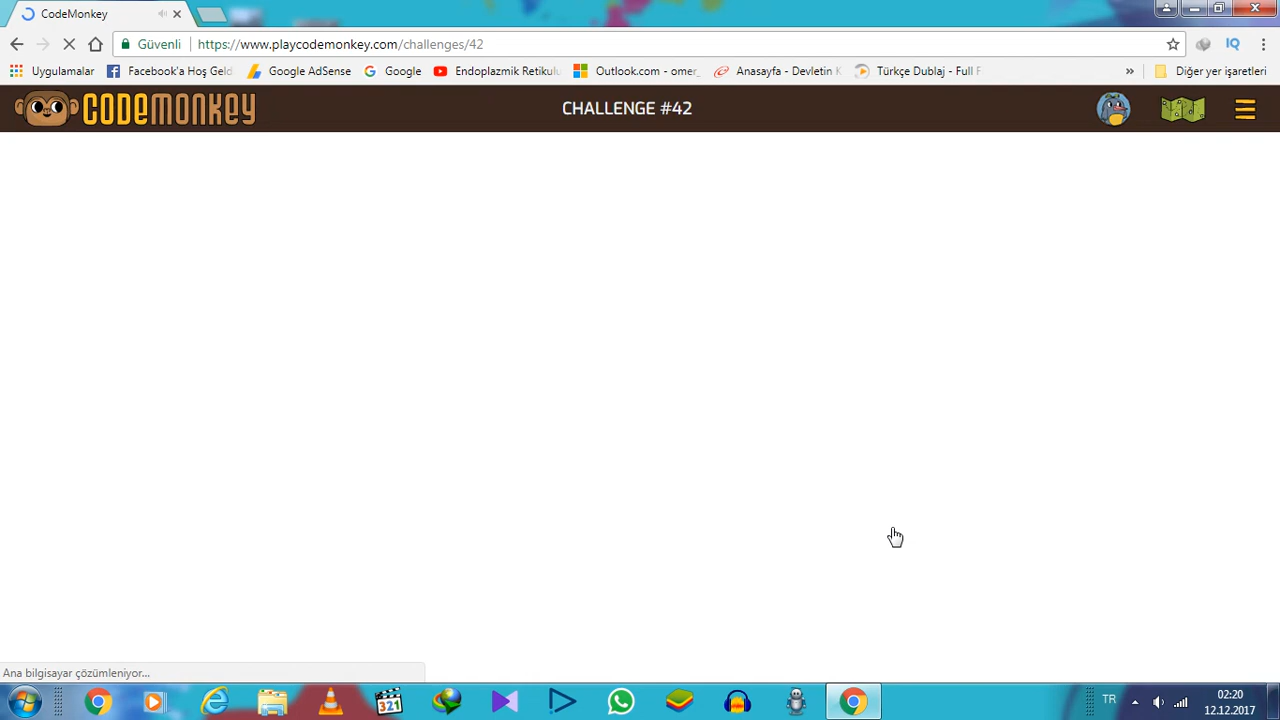 CodeMonkey
Güvenli
https://www.playcodemonkey.com/challenges/42
Uygulamalar
Facebook'a Hoş Geld
Google AdSense
Google
Endoplazmik Retikulu
Outlook.com - omer_
Anasayfa - Devletin K
Türkçe Dublaj - Full F
»
Diğer yer işaretleri
CODEMONKEY
CHALLENGE #42
Ana bilgisayar çözümleniyor...
321
TR
02:20
12.12.2017